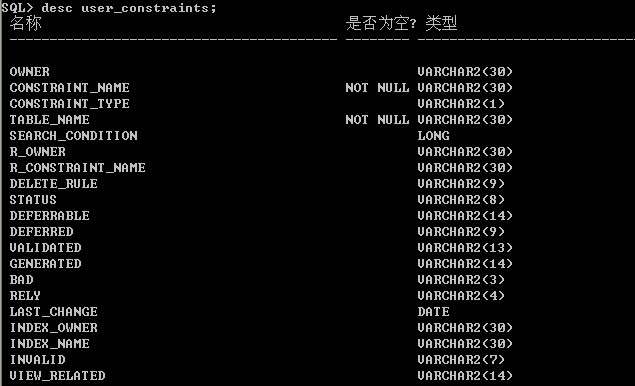 SQL> desc user_constraints;
名称 是否为空? 类型
----------------------------------------- -------- ----------------------------
OWNER VARCHAR2(30)
CONSTRAINT_NAME NOT NULL VARCHAR2(30)
CONSTRAINT_TYPE VARCHAR2(1)
TABLE_NAME NOT NULL VARCHAR2(30)
SEARCH_CONDITION LONG
R_OWNER VARCHAR2(30)
R_CONSTRAINT_NAME VARCHAR2(30)
DELETE_RULE VARCHAR2(9)
STATUS VARCHAR2(8)
DEFERRABLE VARCHAR2(14)
DEFERRED VARCHAR2(9)
VALIDATED VARCHAR2(13)
GENERATED VARCHAR2(14)
BAD VARCHAR2(3)
RELY VARCHAR2(4)
LAST_CHANGE DATE
INDEX_OWNER VARCHAR2(30)
INDEX_NAME VARCHAR2(30)
INVALID VARCHAR2(7)
VIEW_RELATED VARCHAR2(14)